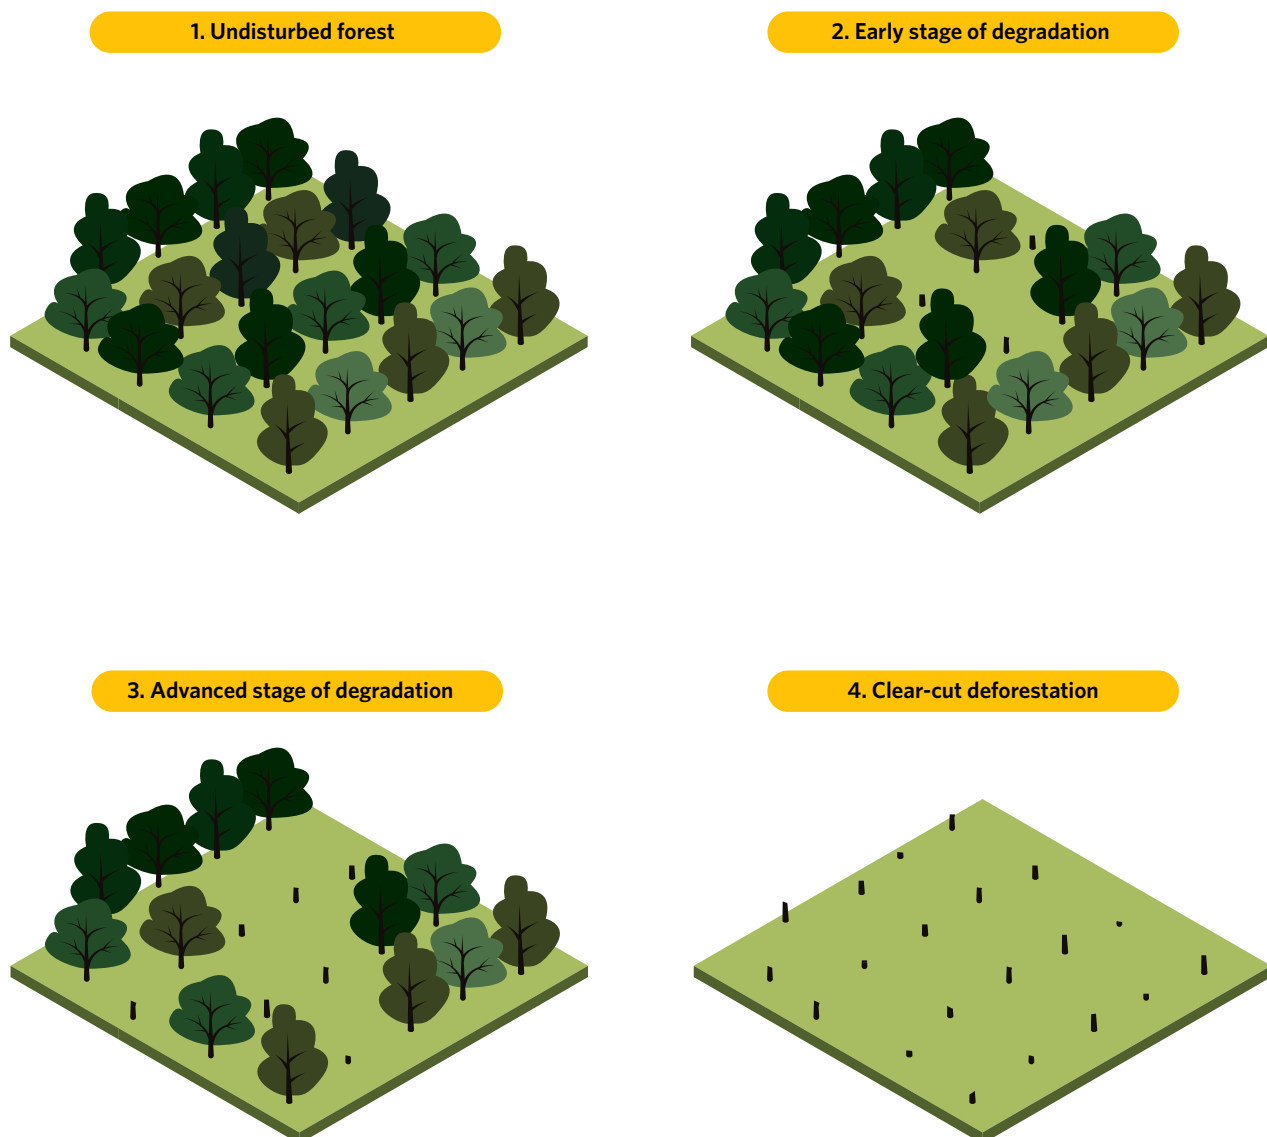 1. Undisturbed forest
2. Early stage of degradation
3. Advanced stage of degradation
4. Clear-cut deforestation